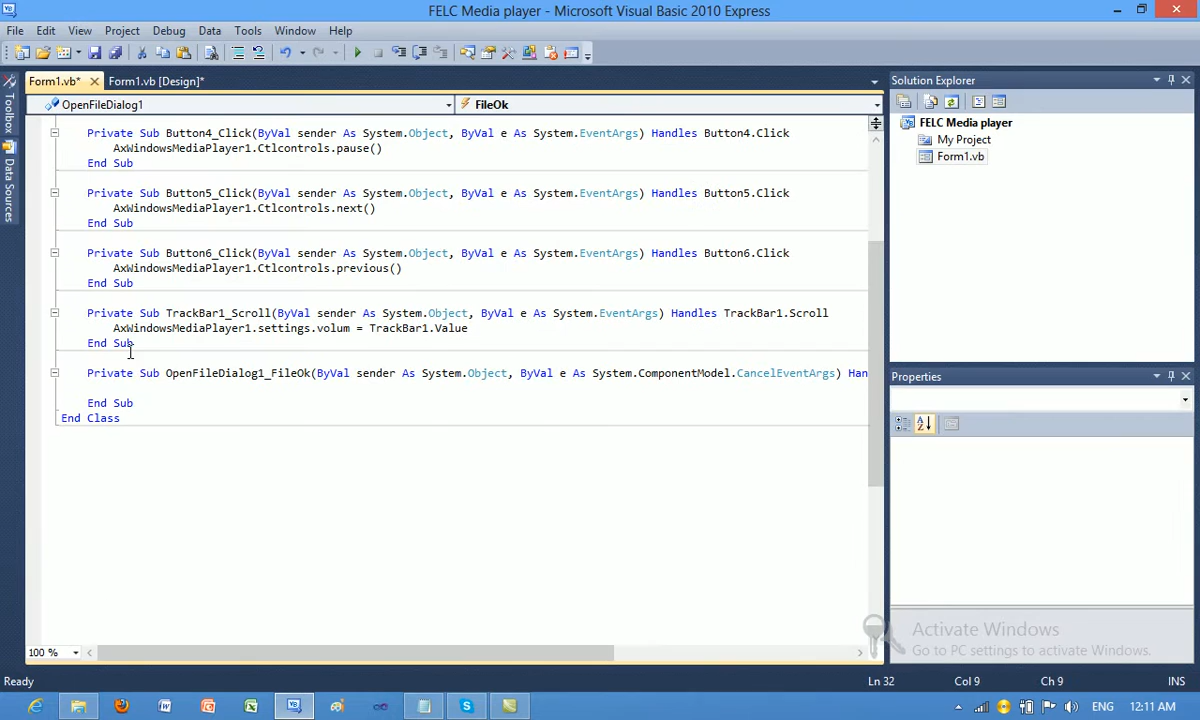 FELC Media player - Microsoft Visual Basic 2010 Express
File Edit View Project Debug Data Tools Window Help
Form1.vb* Form1.vb [Design]*
OpenFileDialog1 FileOk
Toolbox
Data Sources
Private Sub Button4_Click(ByVal sender As System.Object, ByVal e As System.EventArgs) Handles Button4.Click
AxWindowsMediaPlayer1.Ctlcontrols.pause()
End Sub
Private Sub Button5_Click(ByVal sender As System.Object, ByVal e As System.EventArgs) Handles Button5.Click
AxWindowsMediaPlayer1.Ctlcontrols.next()
End Sub
Private Sub Button6_Click(ByVal sender As System.Object, ByVal e As System.EventArgs) Handles Button6.Click
AxWindowsMediaPlayer1.Ctlcontrols.previous()
End Sub
Private Sub TrackBar1_Scroll(ByVal sender As System.Object, ByVal e As System.EventArgs) Handles TrackBar1.Scroll
AxWindowsMediaPlayer1.settings.volum = TrackBar1.Value
End Sub
Private Sub OpenFileDialog1_FileOk(ByVal sender As System.Object, ByVal e As System.ComponentModel.CancelEventArgs) Han
End Sub
End Class
100 %
Solution Explorer
FELC Media player
My Project
Form1.vb
Properties
Activate Windows
Go to PC settings to activate Windows.
Ready Ln 32 Col 9 Ch 9 INS
ENG 12:11 AM